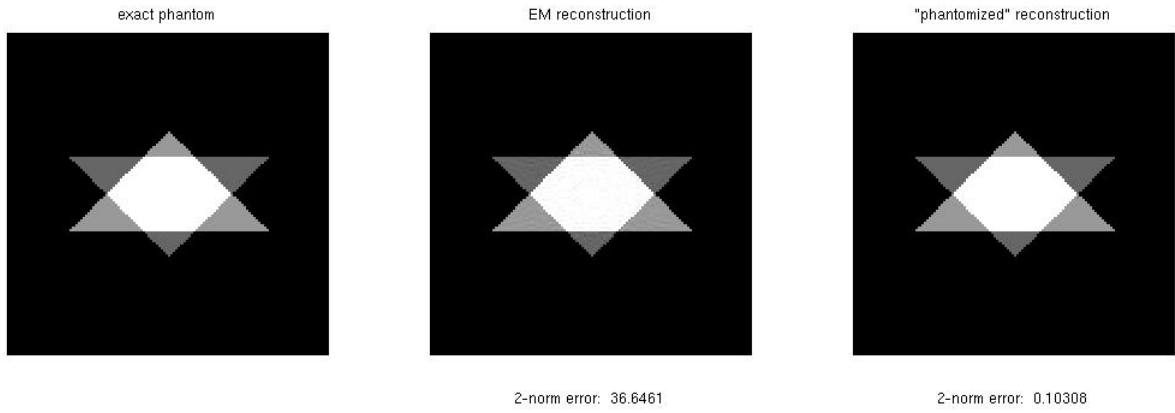 exact phantom
EM reconstruction
"phantomized" reconstruction
2-norm error: 36.6461
2-norm error: 0.10308